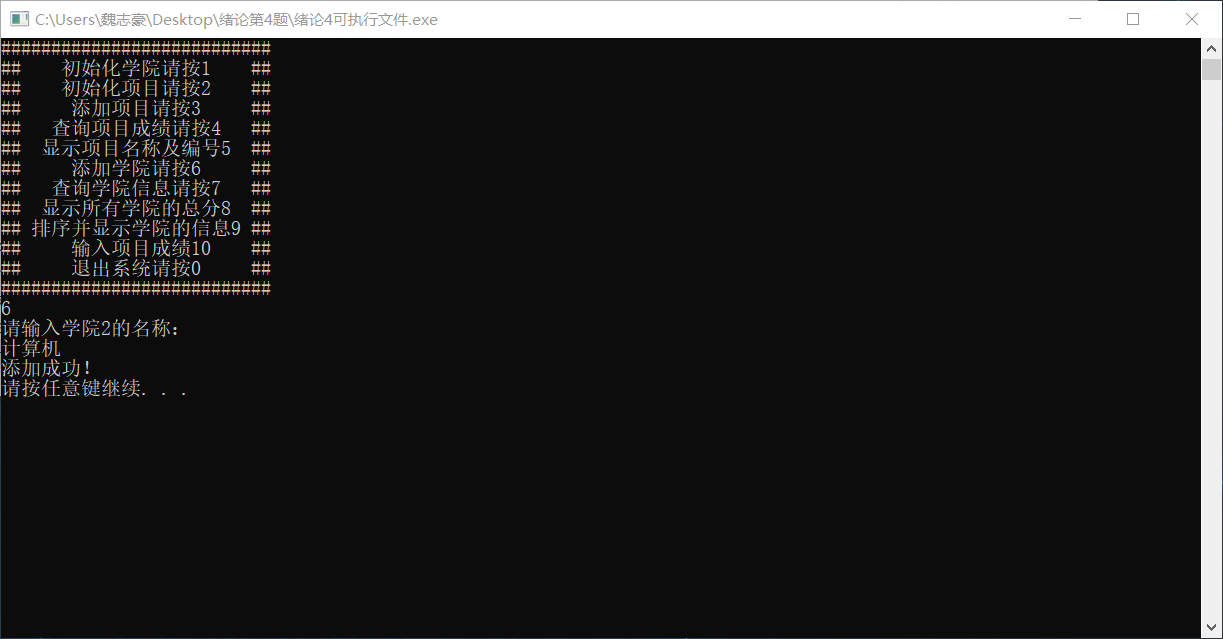 C:\Users\魏志豪\Desktop\绪论第4题\绪论4可执行文件.exe
###########################
##    初始化学院请按1    ##
##    初始化项目请按2    ##
##     添加项目请按3     ##
##   查询项目成绩请按4   ##
##  显示项目名称及编号5  ##
##     添加学院请按6     ##
##   查询学院信息请按7   ##
##  显示所有学院的总分8  ##
## 排序并显示学院的信息9 ##
##     输入项目成绩10    ##
##     退出系统请按0     ##
###########################
6
请输入学院2的名称:
计算机
添加成功!
请按任意键继续. . .